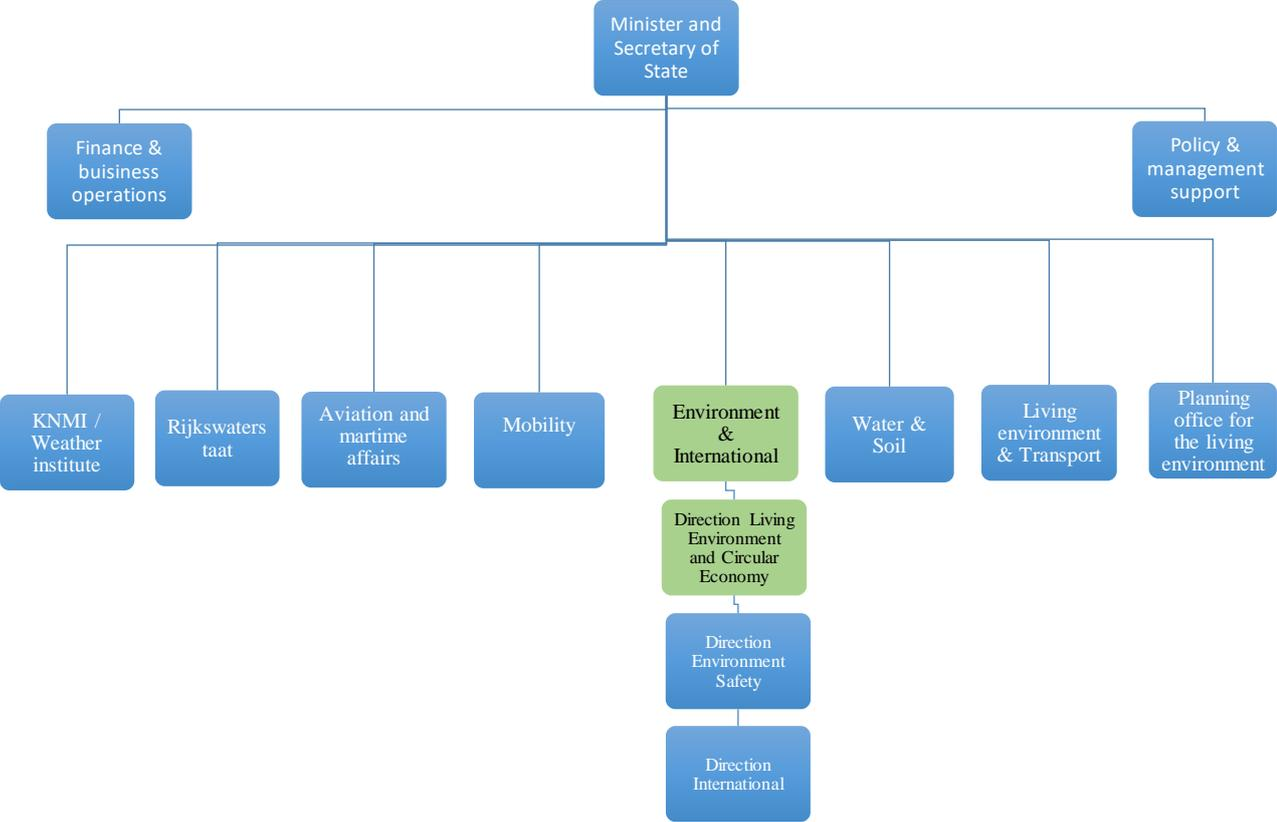 Minister and
Secretary of
State
Finance &
buisiness
operations
Policy &
management
support
KNMI /
Weather
institute
Rijkswaters
taat
Aviation and
martime
affairs
Mobility
Environment
&
International
Water &
Soil
Living
environment
& Transport
Planning
office for
the living
environment
Direction Living
Environment
and Circular
Economy
Direction
Environment
Safety
Direction
International